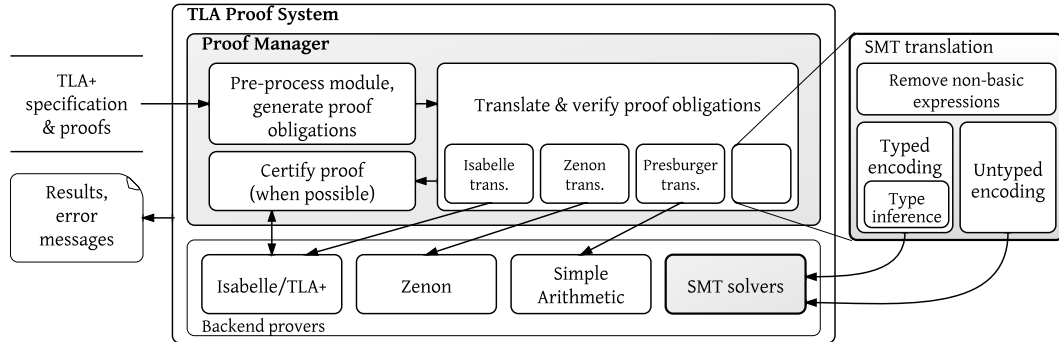 TLA Proof System
Proof Manager
TLA+
specification
& proofs
Results,
error
messages
Pre-process module,
generate proof
obligations
Certify proof
(when possible)
Translate & verify proof obligations
Isabelle
trans.
Zenon
trans.
Presburger
trans.
SMT translation
Remove non-basic
expressions
Typed
encoding
Type
inference
Untyped
encoding
Isabelle/TLA+
Zenon
Simple
Arithmetic
SMT solvers
Backend provers